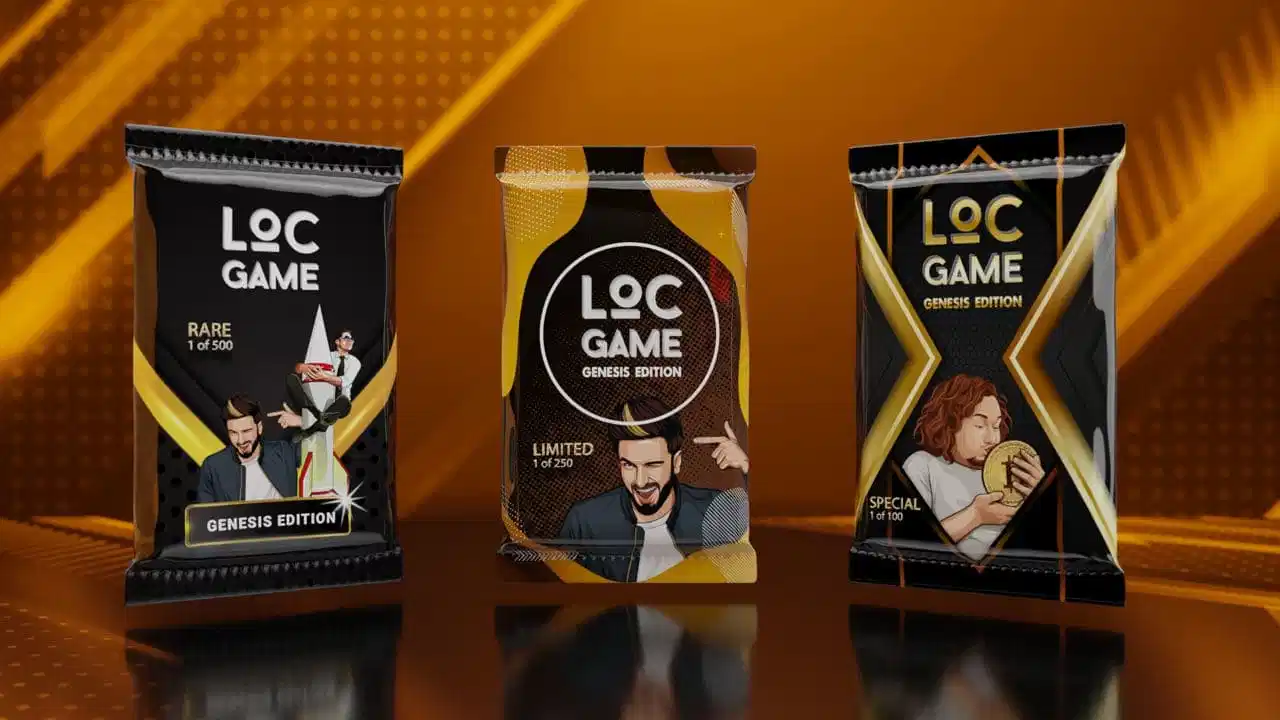 LOC
GAME
RARE
1 of 500
GENESIS EDITION
LOC
GAME
GENESIS EDITION
LIMITED
1 of 250
LOC
GAME
GENESIS EDITION
SPECIAL
1 of 100